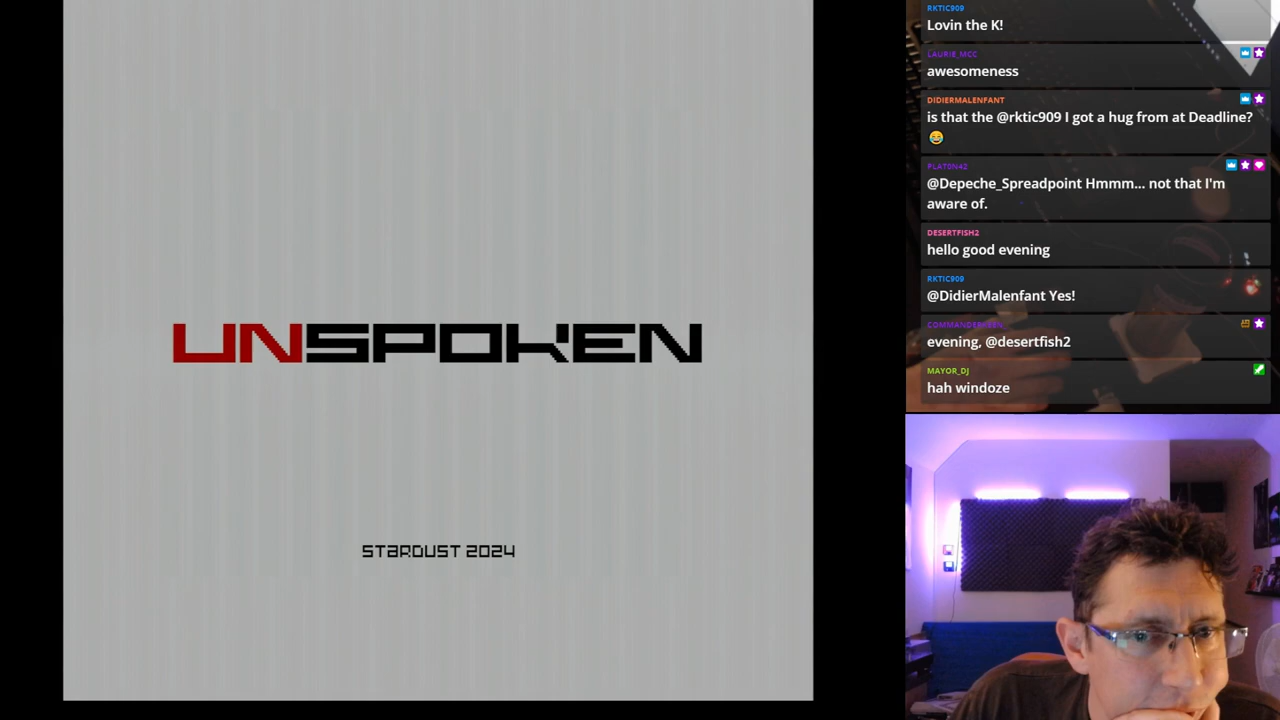 UNSPOKEN
STARDUST 2024
RKTIC909
Lovin the K!
LAURIE_MCC
awesomeness
DIDIERMALENFANT
is that the @rktic909 I got a hug from at Deadline?
😂
PLAT0N42
@Depeche_Spreadpoint Hmmm... not that I'm
aware of.
DESERTFISH2
hello good evening
RKTIC909
@DidierMalenfant Yes!
evening, @desertfish2
MAYOR_DJ
hah windoze